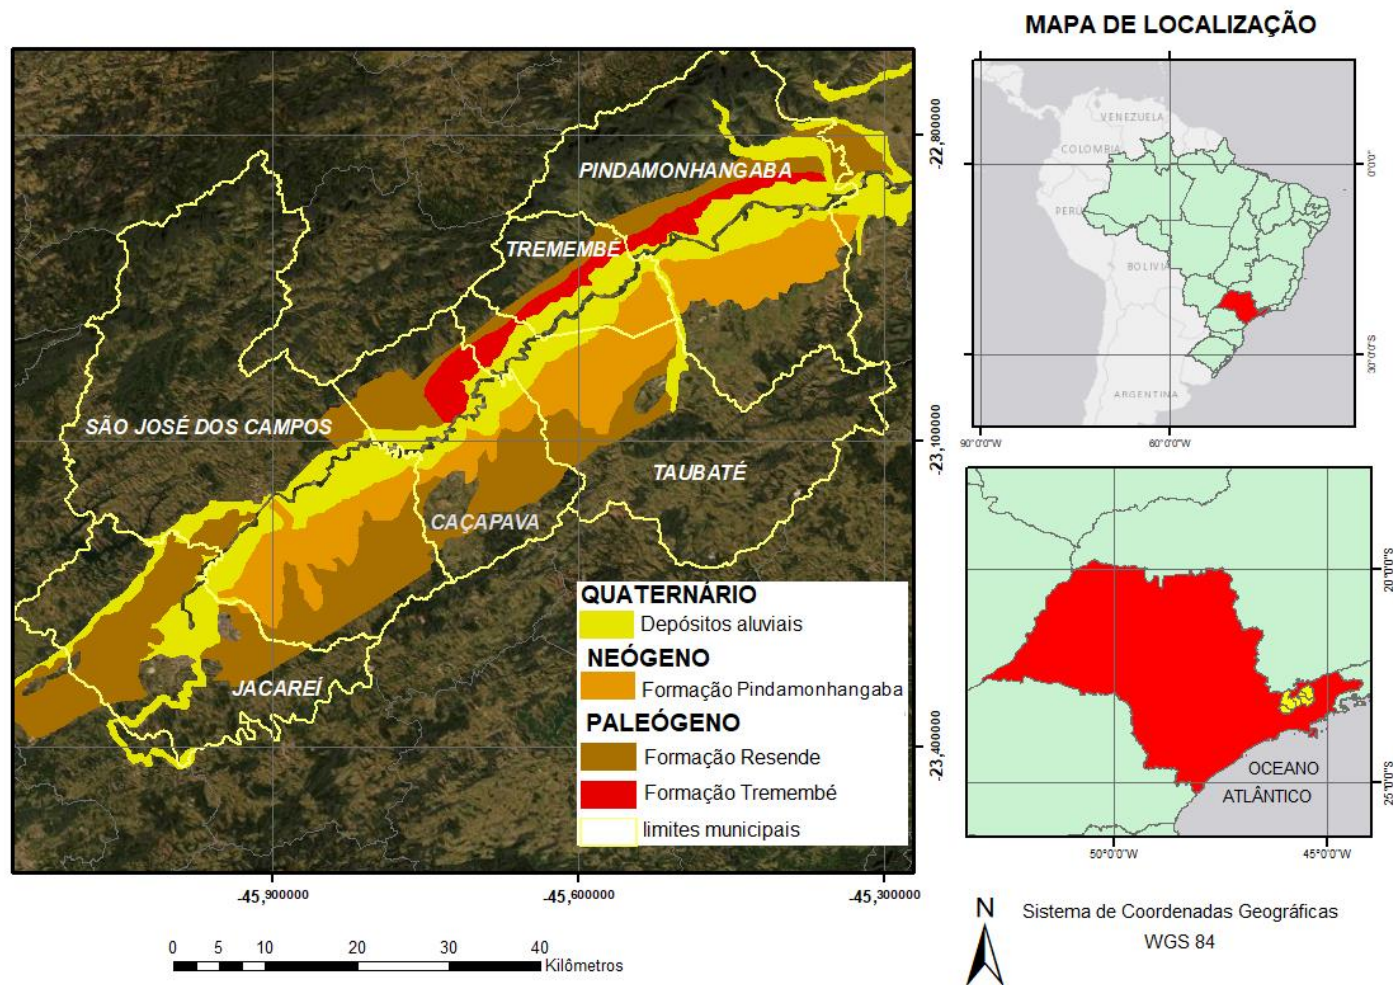 MAPA DE LOCALIZAÇÃO
PINDAMONHANGABA
TREMEMBÉ
SÃO JOSÉ DOS CAMPOS
TAUBATÉ
CAÇAPAVA
JACAREÍ
QUATERNÁRIO
Depósitos aluviais
NEÓGENO
Formação Pindamonhangaba
PALEÓGENO
Formação Resende
Formação Tremembé
limites municipais
-22,800000
-23,100000
-23,400000
-45,900000
-45,600000
-45,300000
0 5 10 20 30 40
Kilômetros
VENEZUELA
COLOMBIA
PERU
BOLIVIA
ARGENTINA
0°0'0"
30°0'0"S
90°0'0"W
60°0'0"W
OCEANO
ATLÂNTICO
20°0'0"S
25°0'0"S
50°0'0"W
45°0'0"W
N
Sistema de Coordenadas Geográficas
WGS 84